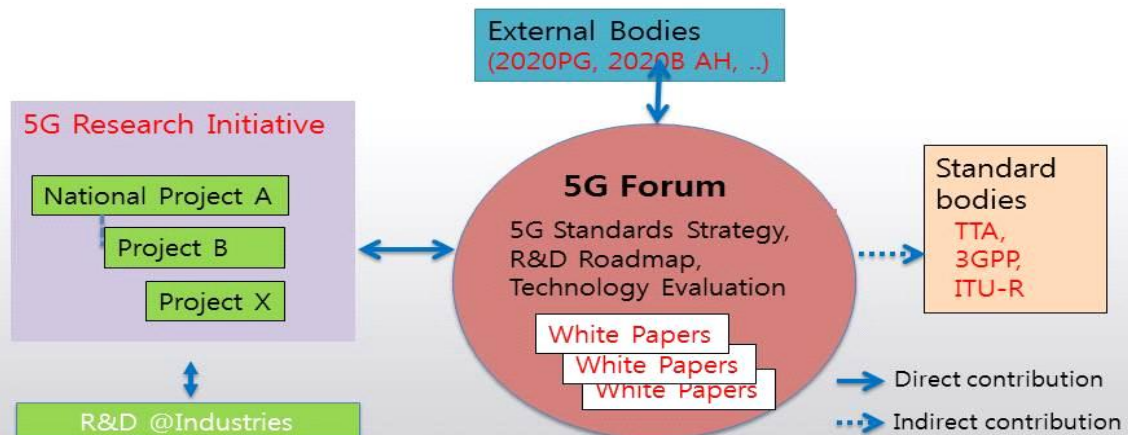 External Bodies
(2020PG, 2020B AH, ..)
5G Research Initiative
National Project A
Project B
Project X
R&D @Industries
5G Forum
5G Standards Strategy,
R&D Roadmap,
Technology Evaluation
White Papers
White Papers
White Papers
Standard
bodies
TTA,
3GPP,
ITU-R
Direct contribution
Indirect contribution